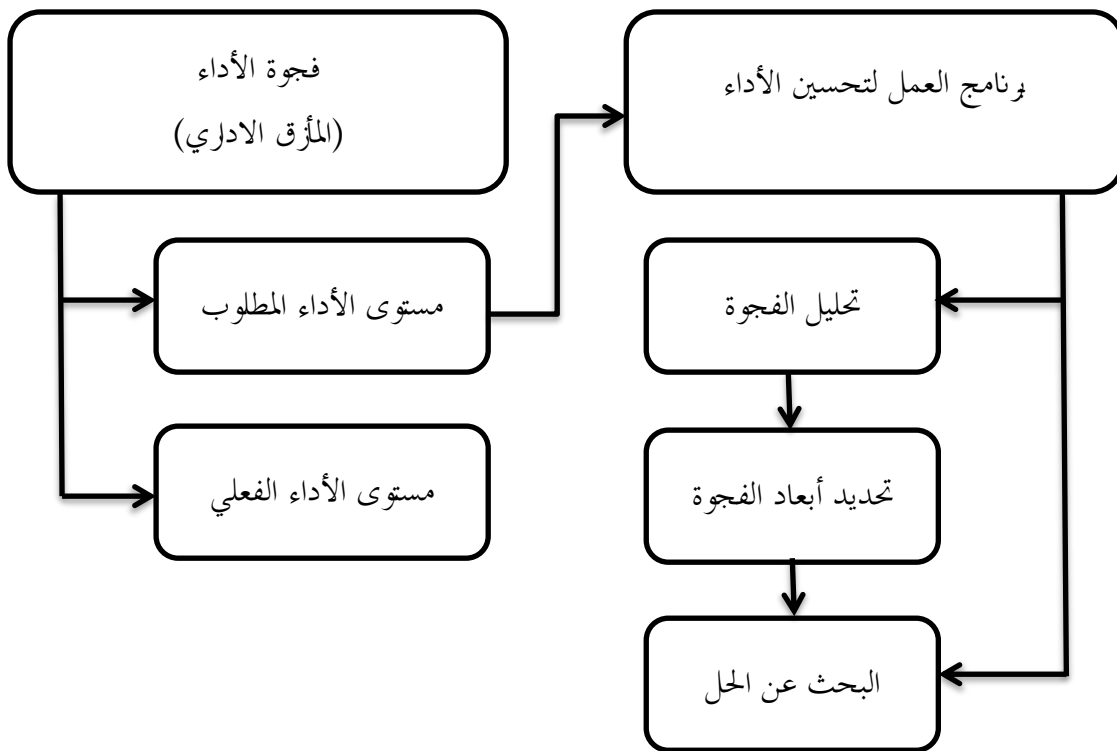 فجوة الأداء
(المأزق الاداري)
برنامج العمل لتحسين الأداء
مستوى الأداء المطلوب
تحليل الفجوة
مستوى الأداء الفعلي
تحديد أبعاد الفجوة
البحث عن الحل